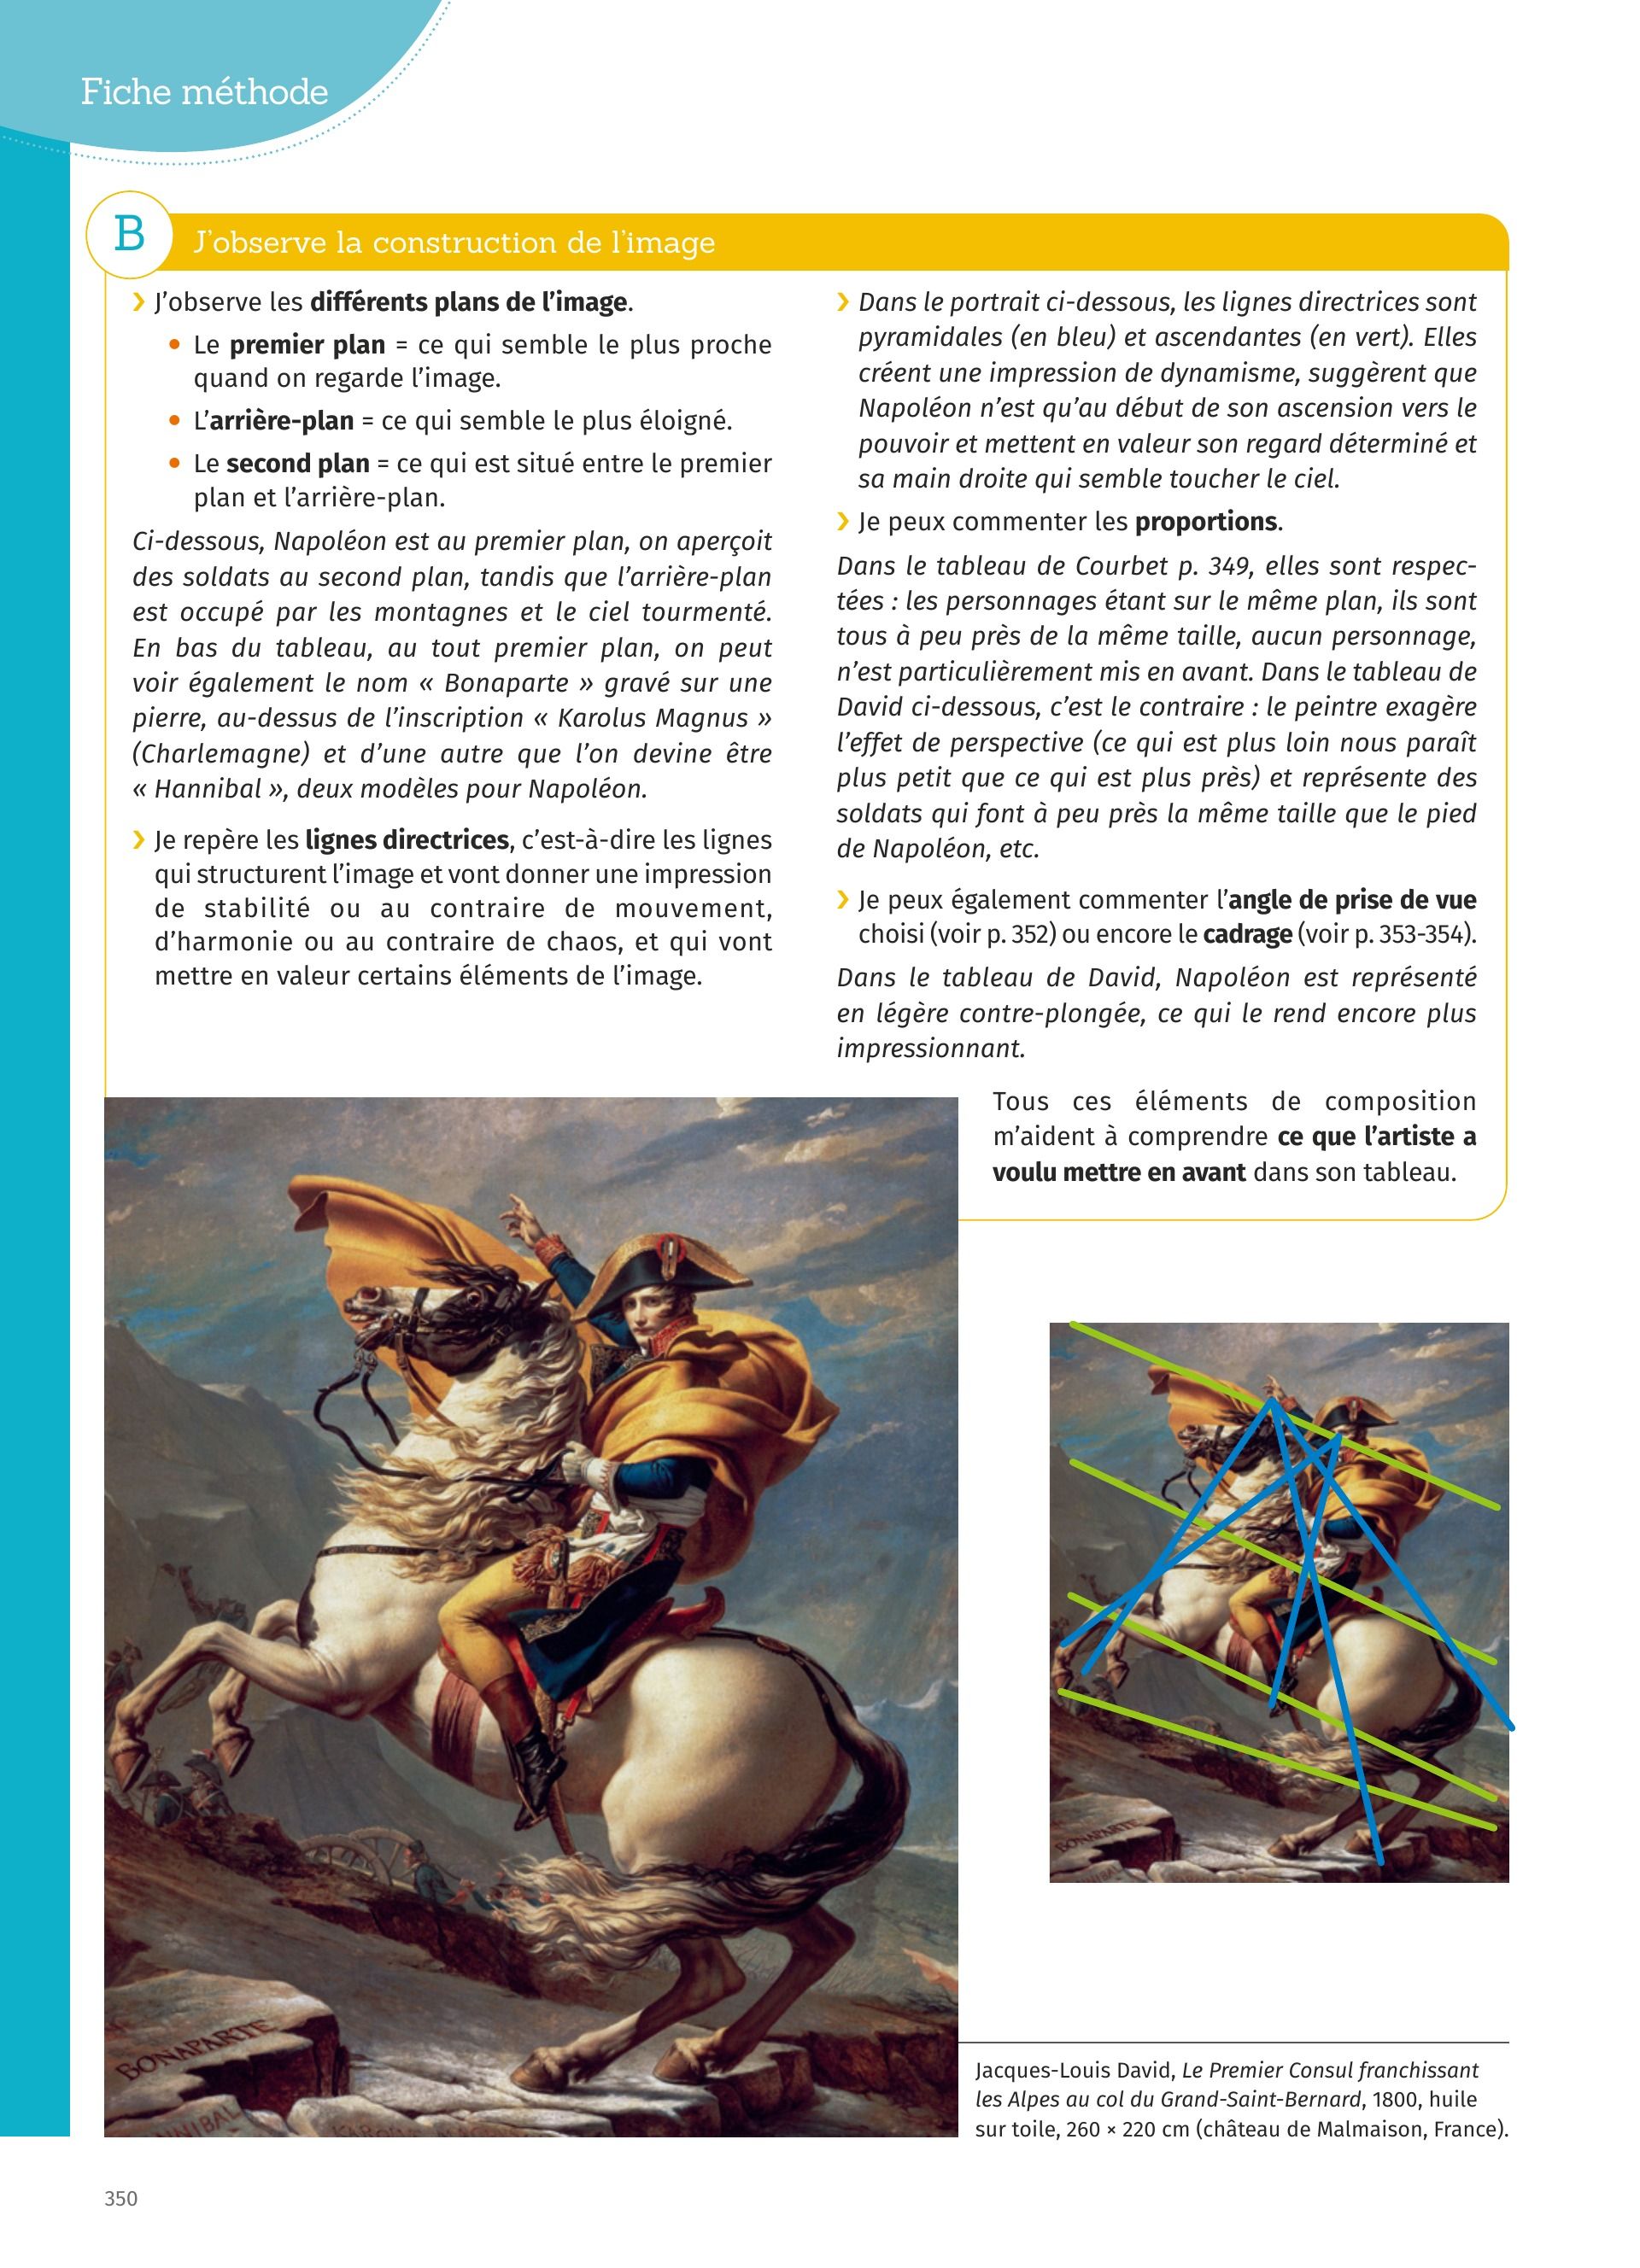 Fiche méthode
B
J'observe la construction de l'image
› J'observe les différents plans de l'image.
• Le premier plan = ce qui semble le plus proche
quand on regarde l'image.
• L'arrière-plan = ce qui semble le plus éloigné.
• Le second plan = ce qui est situé entre le premier
plan et l'arrière-plan.
Ci-dessous, Napoléon est au premier plan, on aperçoit
des soldats au second plan, tandis que l'arrière-plan
est occupé par les montagnes et le ciel tourmenté.
En bas du tableau, au tout premier plan, on peut
voir également le nom « Bonaparte » gravé sur une
pierre, au-dessus de l'inscription « Karolus Magnus »
(Charlemagne) et d'une autre que l'on devine être
« Hannibal », deux modèles pour Napoléon.
› Je repère les lignes directrices, c'est-à-dire les lignes
qui structurent l'image et vont donner une impression
de stabilité ou au contraire de mouvement,
d'harmonie ou au contraire de chaos, et qui vont
mettre en valeur certains éléments de l'image.
› Dans le portrait ci-dessous, les lignes directrices sont
pyramidales (en bleu) et ascendantes (en vert). Elles
créent une impression de dynamisme, suggèrent que
Napoléon n'est qu'au début de son ascension vers le
pouvoir et mettent en valeur son regard déterminé et
sa main droite qui semble toucher le ciel.
› Je peux commenter les proportions.
Dans le tableau de Courbet p. 349, elles sont respec-
tées : les personnages étant sur le même plan, ils sont
tous à peu près de la même taille, aucun personnage,
n'est particulièrement mis en avant. Dans le tableau de
David ci-dessous, c'est le contraire : le peintre exagère
l'effet de perspective (ce qui est plus loin nous paraît
plus petit que ce qui est plus près) et représente des
soldats qui font à peu près la même taille que le pied
de Napoléon, etc.
› Je peux également commenter l'angle de prise de vue
choisi (voir p. 352) ou encore le cadrage (voir p. 353-354).
Dans le tableau de David, Napoléon est représenté
en légère contre-plongée, ce qui le rend encore plus
impressionnant.
Tous ces éléments de composition
m'aident à comprendre ce que l'artiste a
voulu mettre en avant dans son tableau.
BONAPARTE
NNIBAL
BONAPARTE
Jacques-Louis David, Le Premier Consul franchissant
les Alpes au col du Grand-Saint-Bernard, 1800, huile
sur toile, 260 × 220 cm (château de Malmaison, France).
350